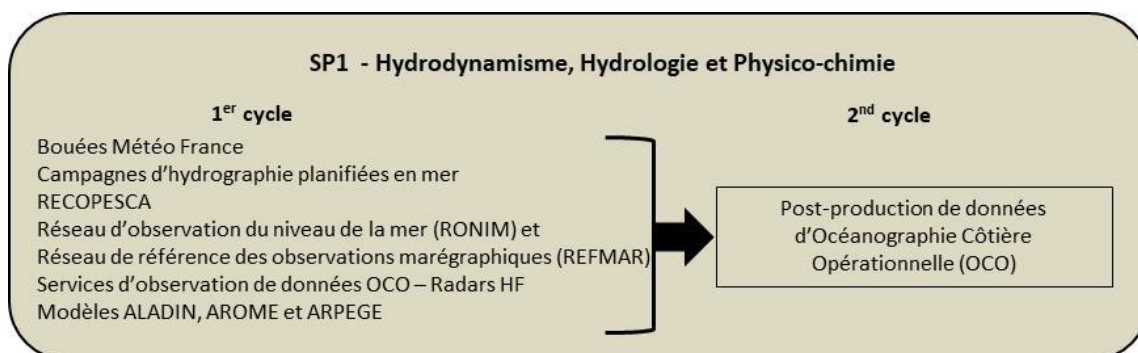 SP1 - Hydrodynamisme, Hydrologie et Physico-chimie
1er cycle
Bouées Météo France
Campagnes d’hydrographie planifiées en mer
RECOPESCA
Réseau d’observation du niveau de la mer (RONIM) et
Réseau de référence des observations marégraphiques (REFMAR)
Services d’observation de données OCO – Radars HF
Modèles ALADIN, AROME et ARPEGE
2nd cycle
Post-production de données
d’Océanographie Côtière
Opérationnelle (OCO)